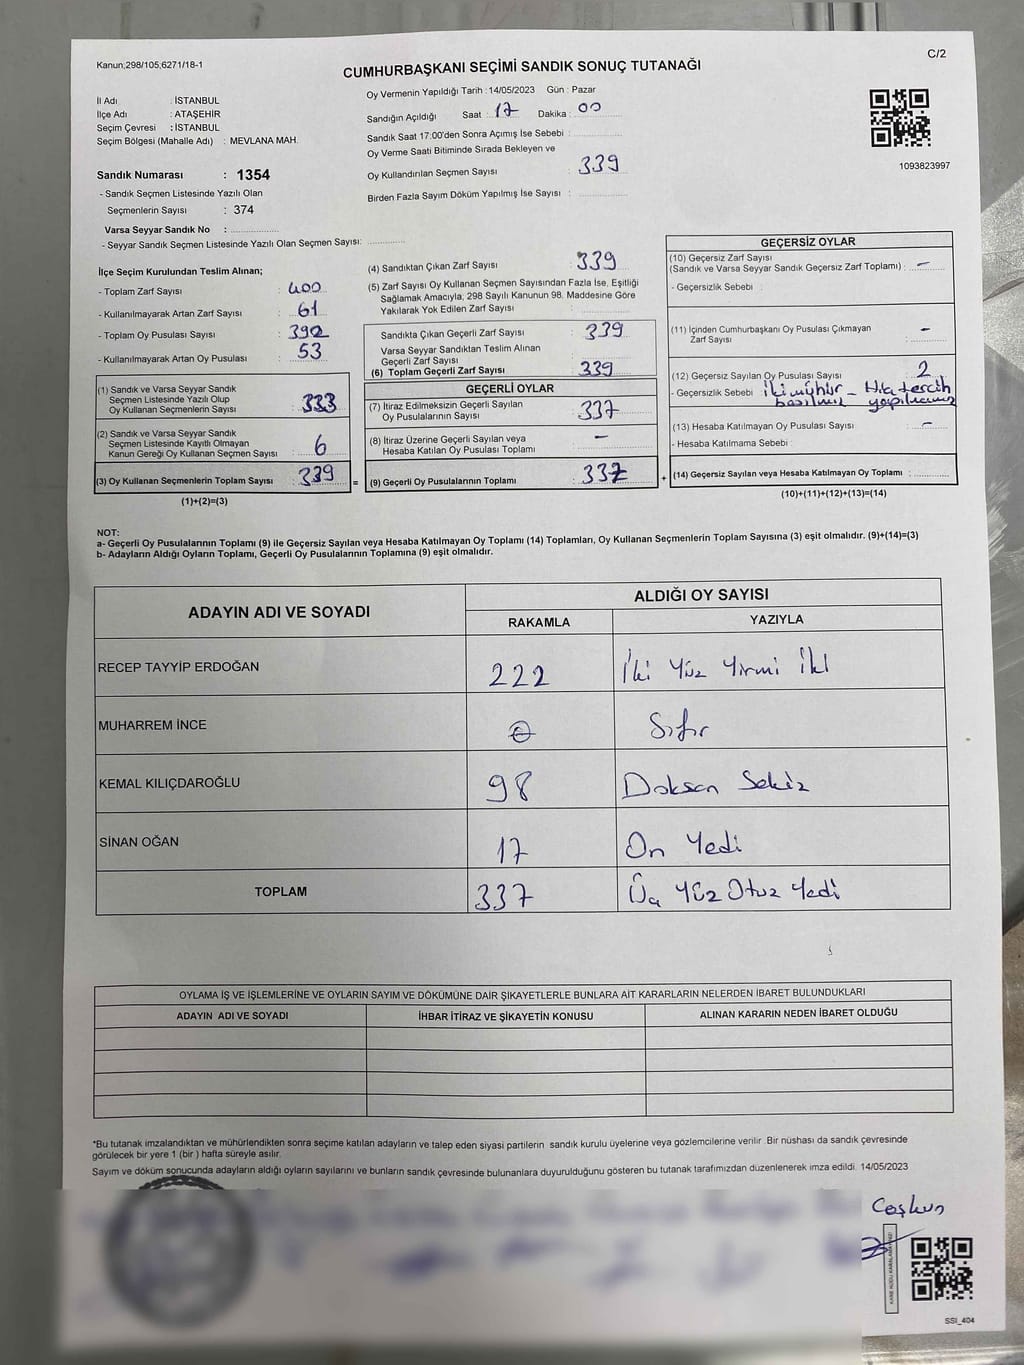 Kanun;298/105,6271/18-1
C/2
CUMHURBAŞKANI SEÇİMİ SANDIK SONUÇ TUTANAĞI
İl Adı : İSTANBUL
İlçe Adı : ATAŞEHİR
Seçim Çevresi : İSTANBUL
Seçim Bölgesi (Mahalle Adı) : MEVLANA MAH.
Sandık Numarası : 1354
- Sandık Seçmen Listesinde Yazılı Olan
Seçmenlerin Sayısı : 374
Varsa Seyyar Sandık No :
- Seyyar Sandık Seçmen Listesinde Yazılı Olan Seçmen Sayısı:
Oy Vermenin Yapıldığı Tarih : 14/05/2023 Gün : Pazar
Sandığın Açıldığı Saat : 17 Dakika : 00
Sandık Saat 17:00'den Sonra Açımış İse Sebebi :
Oy Verme Saati Bitiminde Sırada Bekleyen ve
Oy Kullandırılan Seçmen Sayısı : 339
Birden Fazla Sayım Döküm Yapılmış İse Sayısı :
1093823997
İlçe Seçim Kurulundan Teslim Alınan;
- Toplam Zarf Sayısı : 400
- Kullanılmayarak Artan Zarf Sayısı : 61
- Toplam Oy Pusulası Sayısı : 392
- Kullanılmayarak Artan Oy Pusulası : 53
(1) Sandık ve Varsa Seyyar Sandık
Seçmen Listesinde Yazılı Olup
Oy Kullanan Seçmenlerin Sayısı : 333
(2) Sandık ve Varsa Seyyar Sandık
Seçmen Listesinde Kayıtlı Olmayan
Kanun Gereği Oy Kullanan Seçmen Sayısı : 6
(3) Oy Kullanan Seçmenlerin Toplam Sayısı : 339
(1)+(2)=(3)
(4) Sandıktan Çıkan Zarf Sayısı : 339
(5) Zarf Sayısı Oy Kullanan Seçmen Sayısından Fazla İse, Eşitliği
Sağlamak Amacıyla; 298 Sayılı Kanunun 98. Maddesine Göre
Yakılarak Yok Edilen Zarf Sayısı :
Sandıkta Çıkan Geçerli Zarf Sayısı : 339
Varsa Seyyar Sandıktan Teslim Alınan
Geçerli Zarf Sayısı :
(6) Toplam Geçerli Zarf Sayısı : 339
=
GEÇERLİ OYLAR
(7) İtiraz Edilmeksizin Geçerli Sayılan
Oy Pusulalarının Sayısı : 337
(8) İtiraz Üzerine Geçerli Sayılan veya
Hesaba Katılan Oy Pusulası Toplamı : -
(9) Geçerli Oy Pusulalarının Toplamı : 337
+
GEÇERSİZ OYLAR
(10) Geçersiz Zarf Sayısı
(Sandık ve Varsa Seyyar Sandık Geçersiz Zarf Toplamı) : -
- Geçersizlik Sebebi :
(11) İçinden Cumhurbaşkanı Oy Pusulası Çıkmayan
Zarf Sayısı : -
(12) Geçersiz Sayılan Oy Pusulası Sayısı : 2
- Geçersizlik Sebebi : iki mühür - Hiç tercih
basılmış yapılmamış
(13) Hesaba Katılmayan Oy Pusulası Sayısı : -
- Hesaba Katılmama Sebebi :
(14) Geçersiz Sayılan veya Hesaba Katılmayan Oy Toplamı :
(10)+(11)+(12)+(13)=(14)
NOT:
a- Geçerli Oy Pusulalarının Toplamı (9) ile Geçersiz Sayılan veya Hesaba Katılmayan Oy Toplamı (14) Toplamları, Oy Kullanan Seçmenlerin Toplam Sayısına (3) eşit olmalıdır. (9)+(14)=(3)
b- Adayların Aldığı Oyların Toplamı, Geçerli Oy Pusulalarının Toplamına (9) eşit olmalıdır.
ADAYIN ADI VE SOYADI ALDIĞI OY SAYISI
RAKAMLA YAZIYLA
RECEP TAYYİP ERDOĞAN 222 İki Yüz Yirmi İki
MUHARREM İNCE 0 Sıfır
KEMAL KILIÇDAROĞLU 98 Doksan Sekiz
SİNAN OĞAN 17 On Yedi
TOPLAM 337 Üç Yüz Otuz Yedi
OYLAMA İŞ VE İŞLEMLERİNE VE OYLARIN SAYIM VE DÖKÜMÜNE DAİR ŞİKAYETLERLE BUNLARA AİT KARARLARIN NELERDEN İBARET BULUNDUKLARI
ADAYIN ADI VE SOYADI İHBAR İTİRAZ VE ŞİKAYETİN KONUSU ALINAN KARARIN NEDEN İBARET OLDUĞU
*Bu tutanak imzalandıktan ve mühürlendikten sonra seçime katılan adayların ve talep eden siyasi partilerin sandık kurulu üyelerine veya gözlemcilerine verilir .Bir nüshası da sandık çevresinde
görülecek bir yere 1 (bir ) hafta süreyle asılır.
Sayım ve döküm sonucunda adayların aldığı oyların sayılarını ve bunların sandık çevresinde bulunanlara duyurulduğunu gösteren bu tutanak tarafımızdan düzenlenerek imza edildi. 14/05/2023
Coşkun
SSI_404